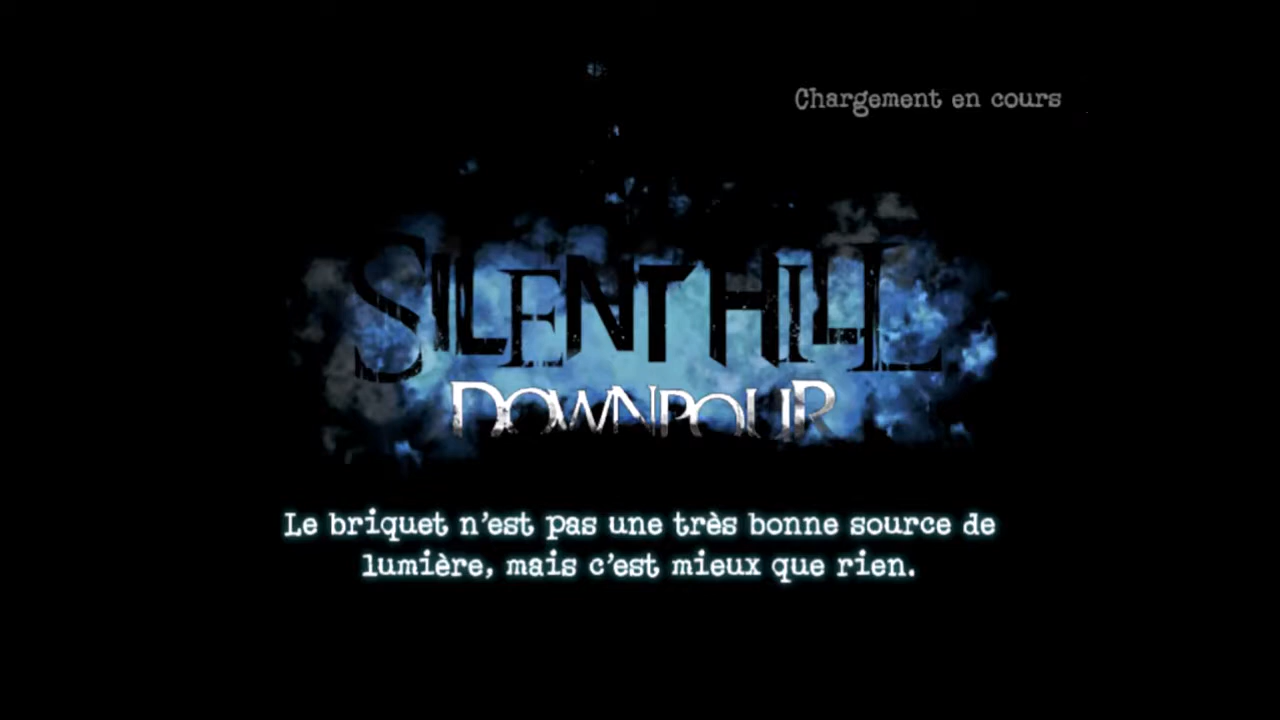 Chargement en cours
SILENT HILL
DOWNPOUR
Le briquet n'est pas une très bonne source de
lumière, mais c'est mieux que rien.